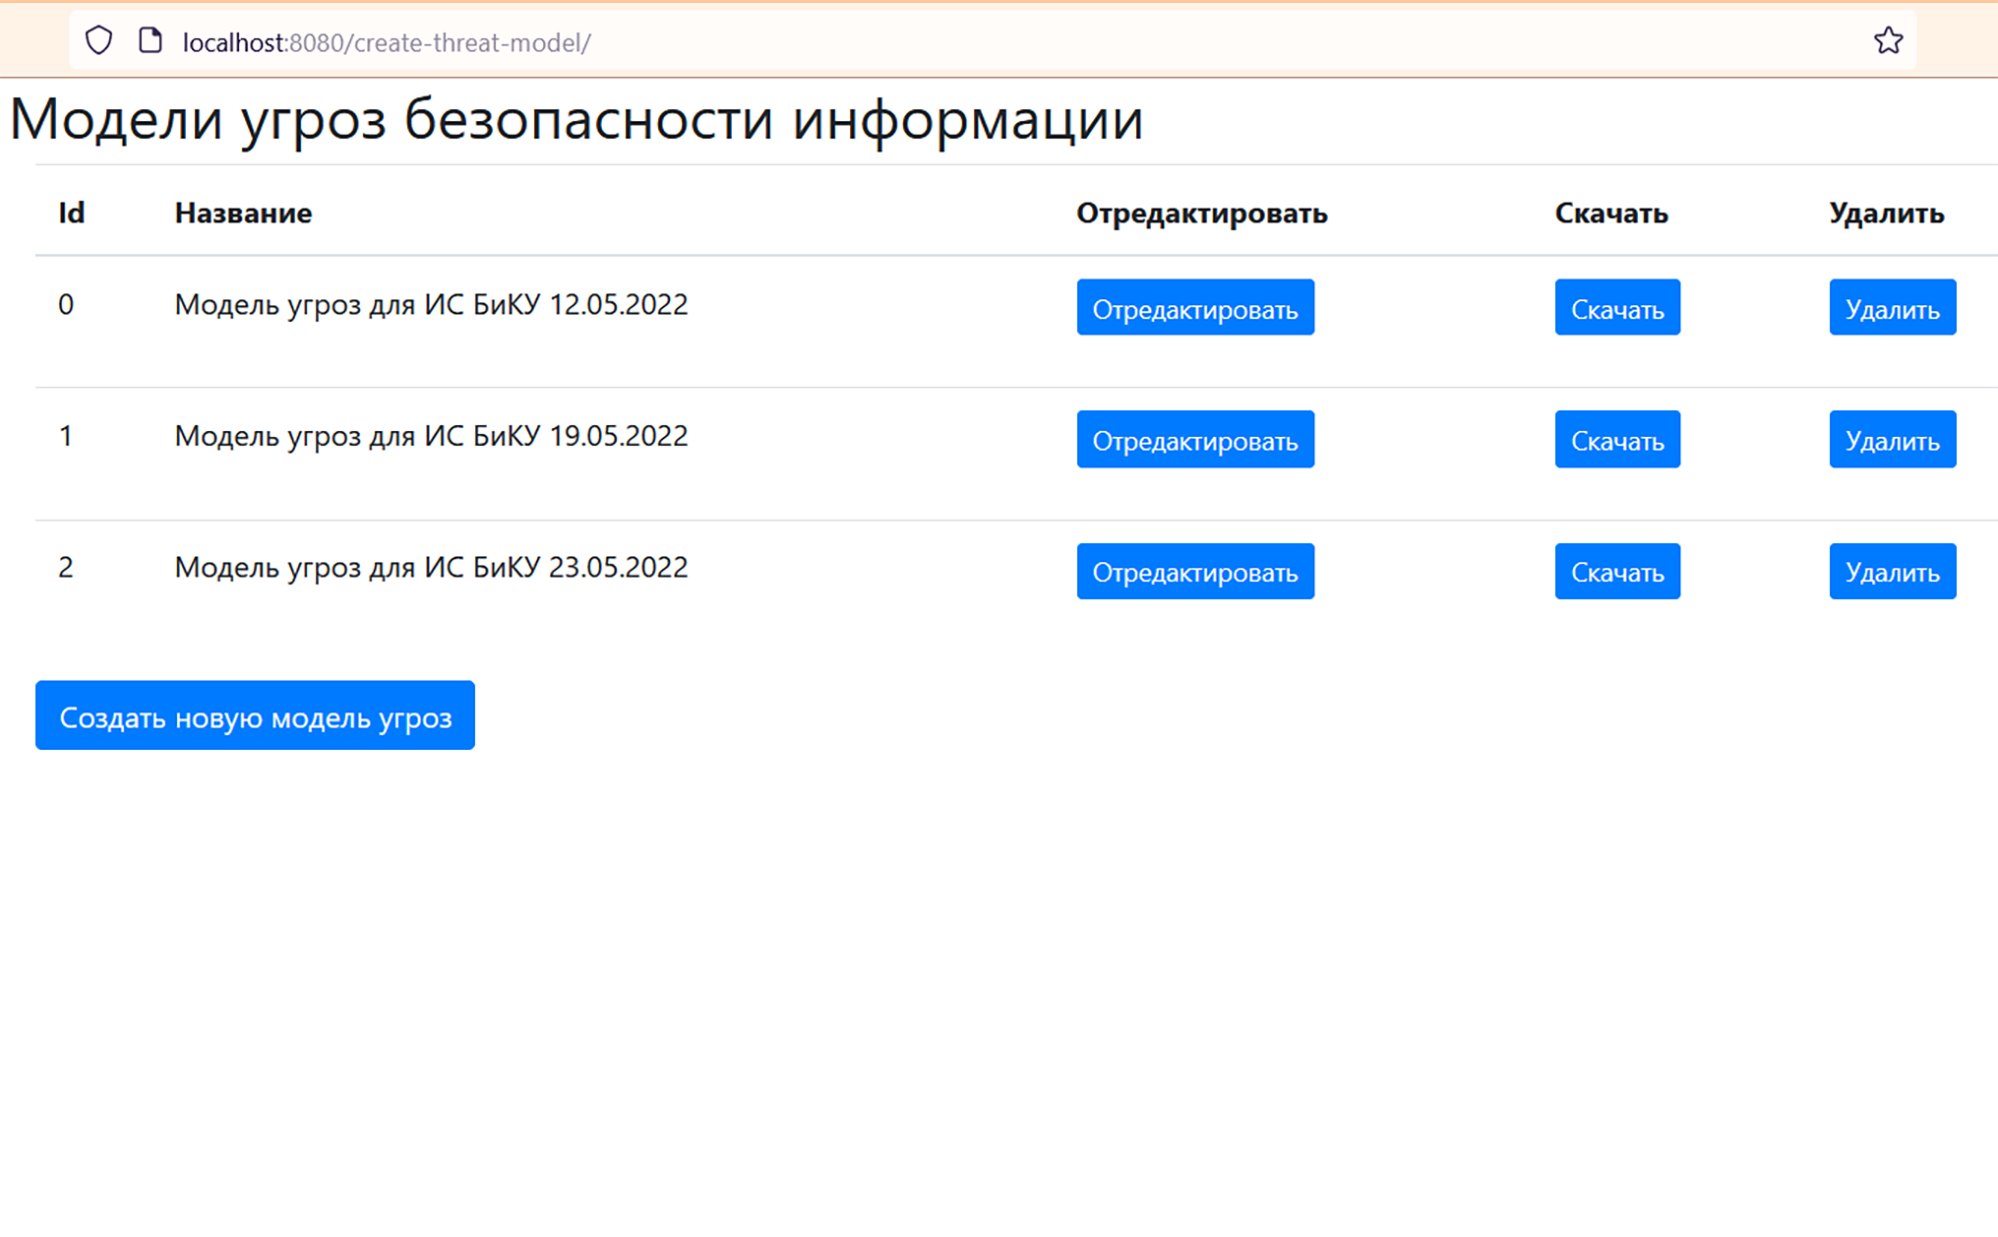 localhost:8080/create-threat-model/
Модели угроз безопасности информации
Id Название Отредактировать Скачать Удалить
0 Модель угроз для ИС БиКУ 12.05.2022 Отредактировать Скачать Удалить
1 Модель угроз для ИС БиКУ 19.05.2022 Отредактировать Скачать Удалить
2 Модель угроз для ИС БиКУ 23.05.2022 Отредактировать Скачать Удалить
Создать новую модель угроз